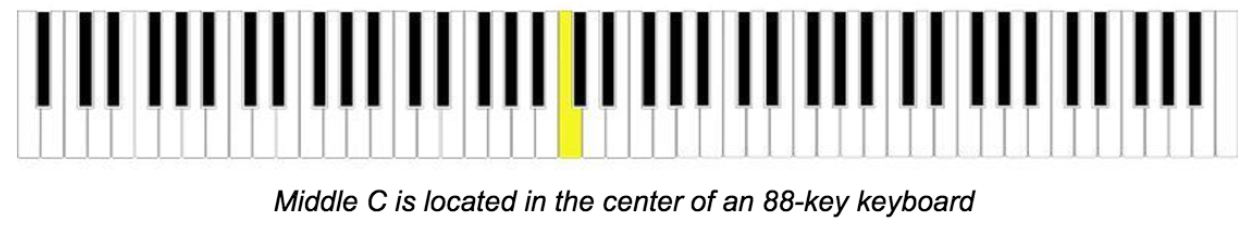 Middle C is located in the center of an 88-key keyboard